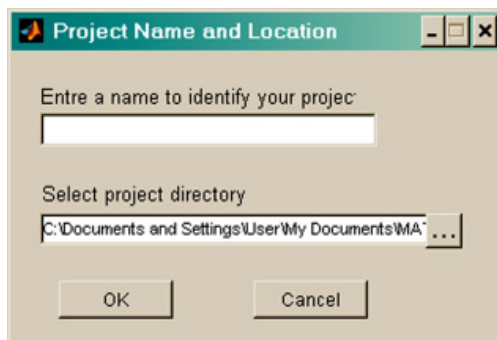 Project Name and Location
Entre a name to identify your projec
Select project directory
C:\Documents and Settings\User\My Documents\MAT
...
OK
Cancel